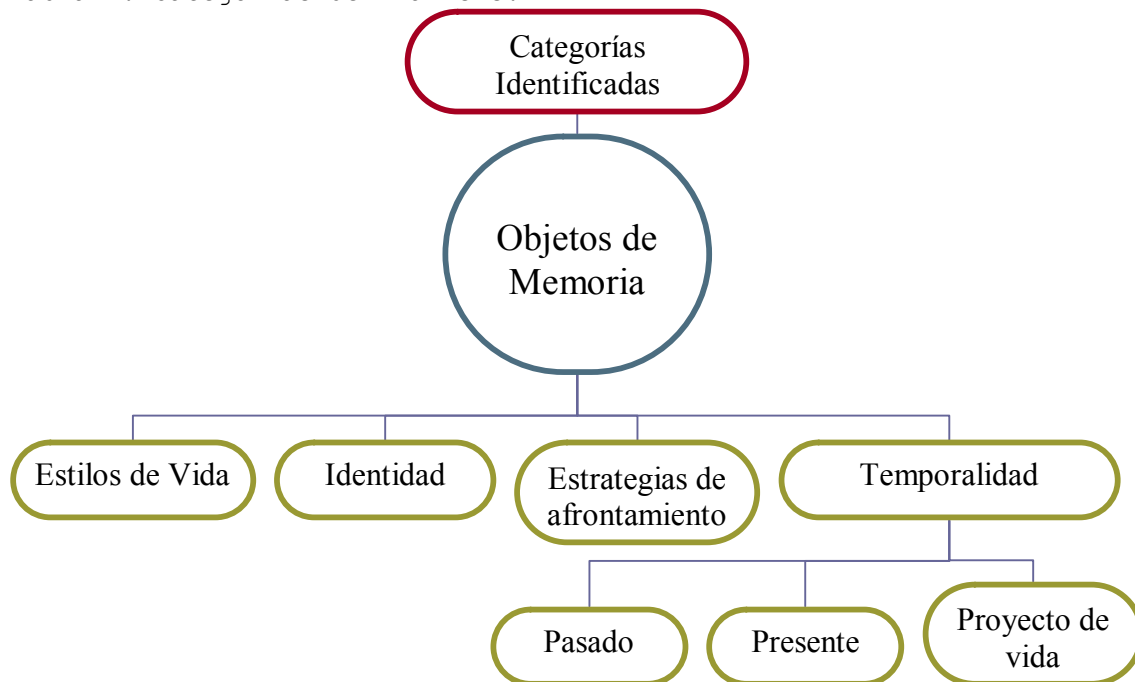 Categorías
Identificadas
Objetos de
Memoria
Estilos de Vida
Identidad
Estrategias de
afrontamiento
Temporalidad
Pasado
Presente
Proyecto de
vida